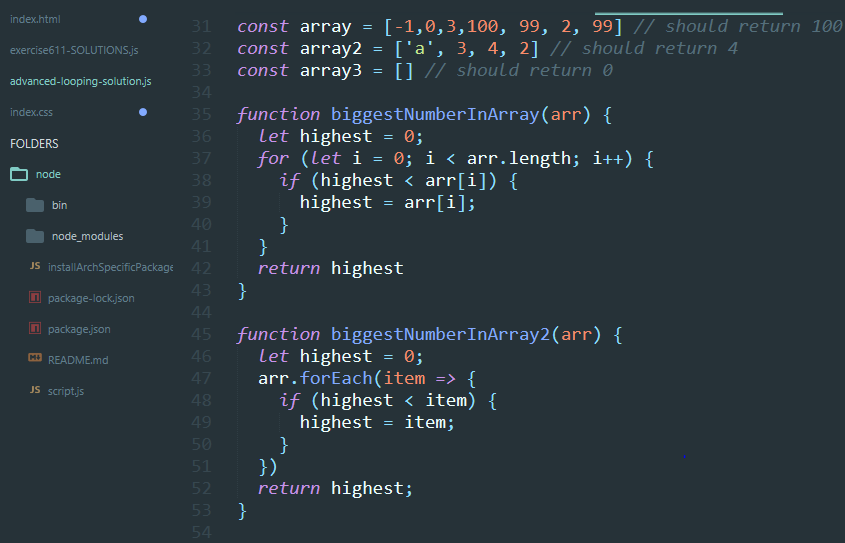 index.html
exercise611-SOLUTIONS.js
advanced-looping-solution.js
index.css
FOLDERS
node
bin
node_modules
JS installArchSpecificPackage
package-lock.json
package.json
README.md
JS script.js
31 const array = [-1,0,3,100, 99, 2, 99] // should return 100
32 const array2 = ['a', 3, 4, 2] // should return 4
33 const array3 = [] // should return 0
34
35 function biggestNumberInArray(arr) {
36   let highest = 0;
37   for (let i = 0; i < arr.length; i++) {
38     if (highest < arr[i]) {
39       highest = arr[i];
40     }
41   }
42   return highest
43 }
44
45 function biggestNumberInArray2(arr) {
46   let highest = 0;
47   arr.forEach(item => {
48     if (highest < item) {
49       highest = item;
50     }
51   })
52   return highest;
53 }
54